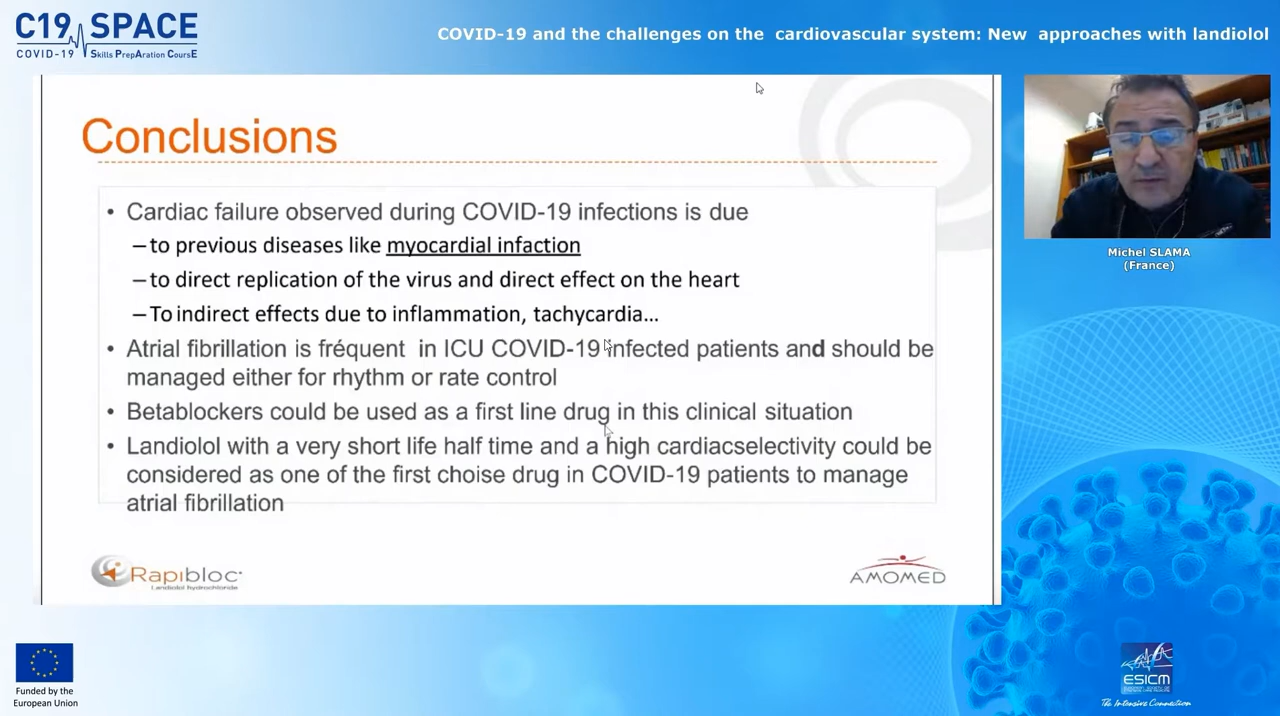 C19 SPACE
COVID-19 Skills PrepAration CoursE
COVID-19 and the challenges on the cardiovascular system: New approaches with landiolol
Conclusions
• Cardiac failure observed during COVID-19 infections is due
– to previous diseases like myocardial infaction
– to direct replication of the virus and direct effect on the heart
– To indirect effects due to inflammation, tachycardia...
• Atrial fibrillation is fréquent in ICU COVID-19 infected patients and should be
managed either for rhythm or rate control
• Betablockers could be used as a first line drug in this clinical situation
• Landiolol with a very short life half time and a high cardiacselectivity could be
considered as one of the first choise drug in COVID-19 patients to manage
atrial fibrillation
Rapibloc
Landiolol hydrochloride
AMOMED
Michel SLAMA
(France)
Funded by the
European Union
ESICM
The Intensive Connection